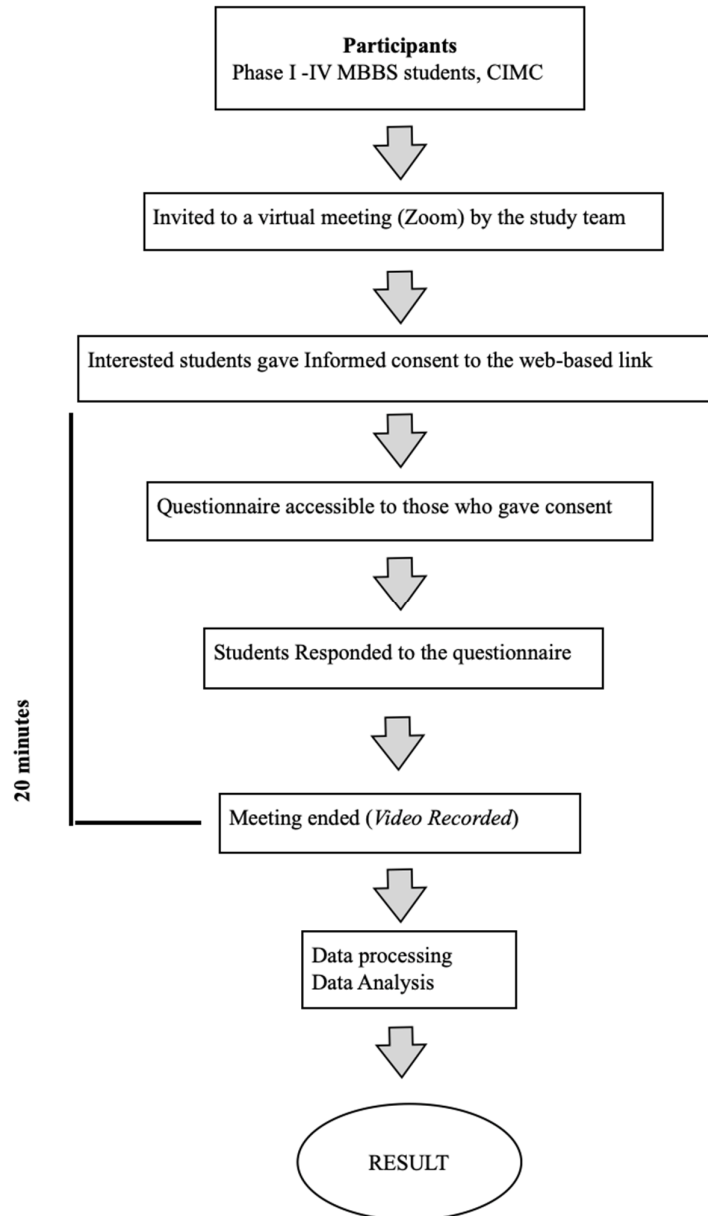 Participants
Phase I -IV MBBS students, CIMC
Invited to a virtual meeting (Zoom) by the study team
Interested students gave Informed consent to the web-based link
Questionnaire accessible to those who gave consent
Students Responded to the questionnaire
20 minutes
Meeting ended (Video Recorded)
Data processing
Data Analysis
RESULT